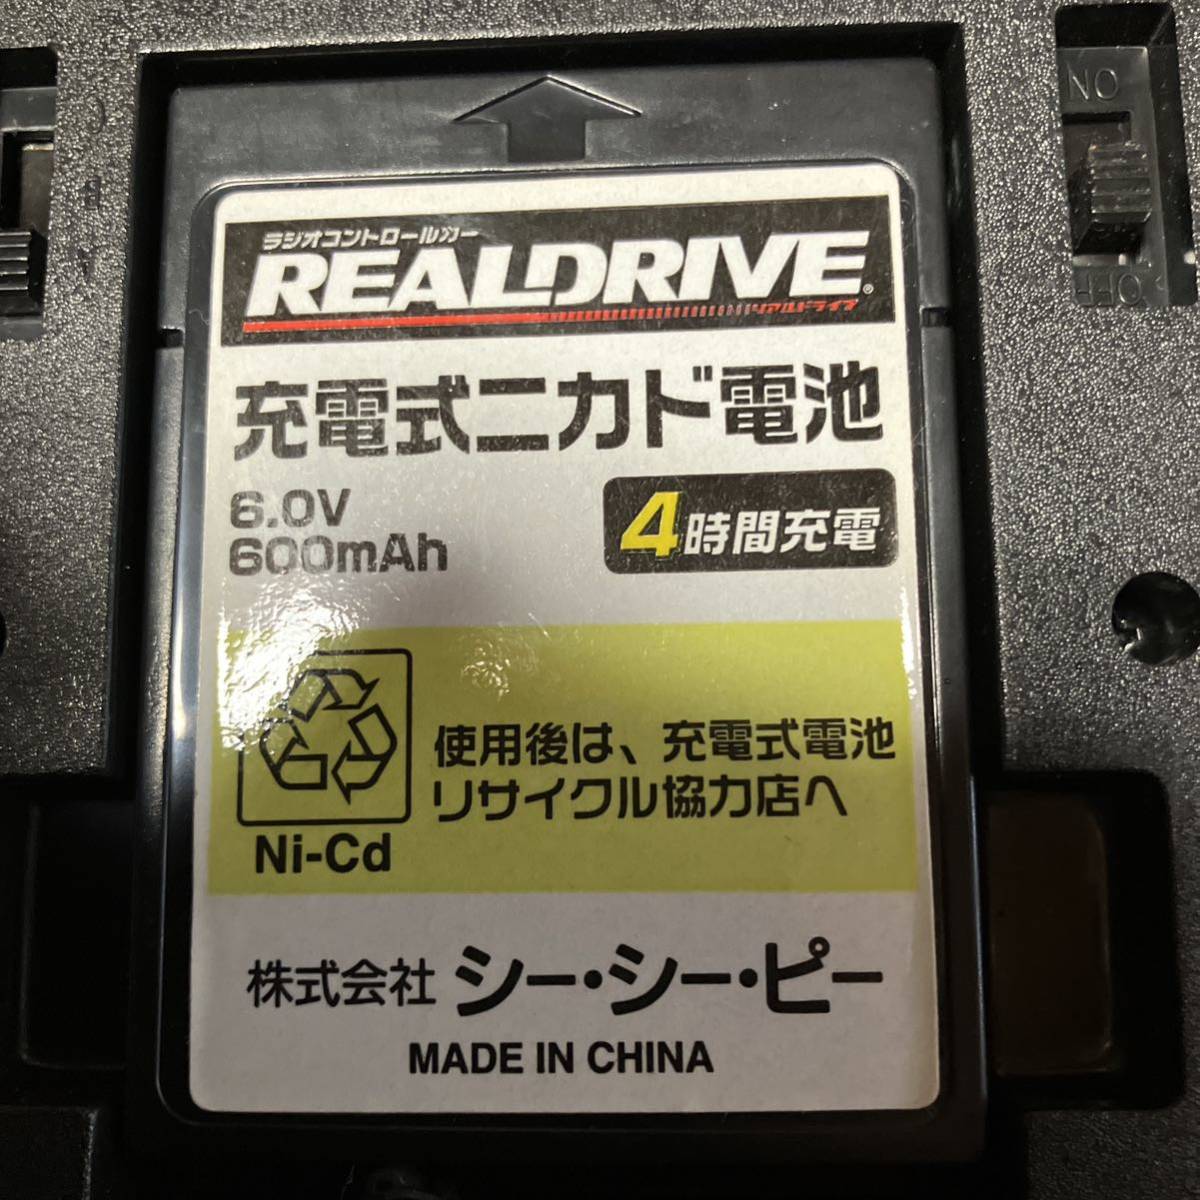 ON
OFF
ラジオコントロールカー
REALDRIVE®
リアルドライブ
充電式ニカド電池
6.0V
600mAh
4時間充電
使用後は、充電式電池
リサイクル協力店へ
Ni-Cd
株式会社 シー・シー・ピー
MADE IN CHINA